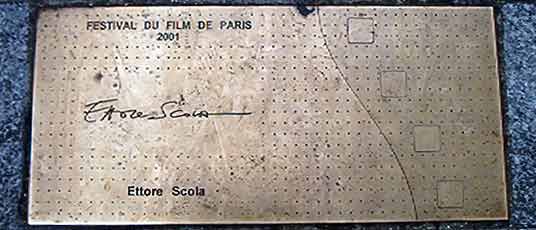 FESTIVAL DU FILM DE PARIS
2001
Ettore Scola
Ettore Scola